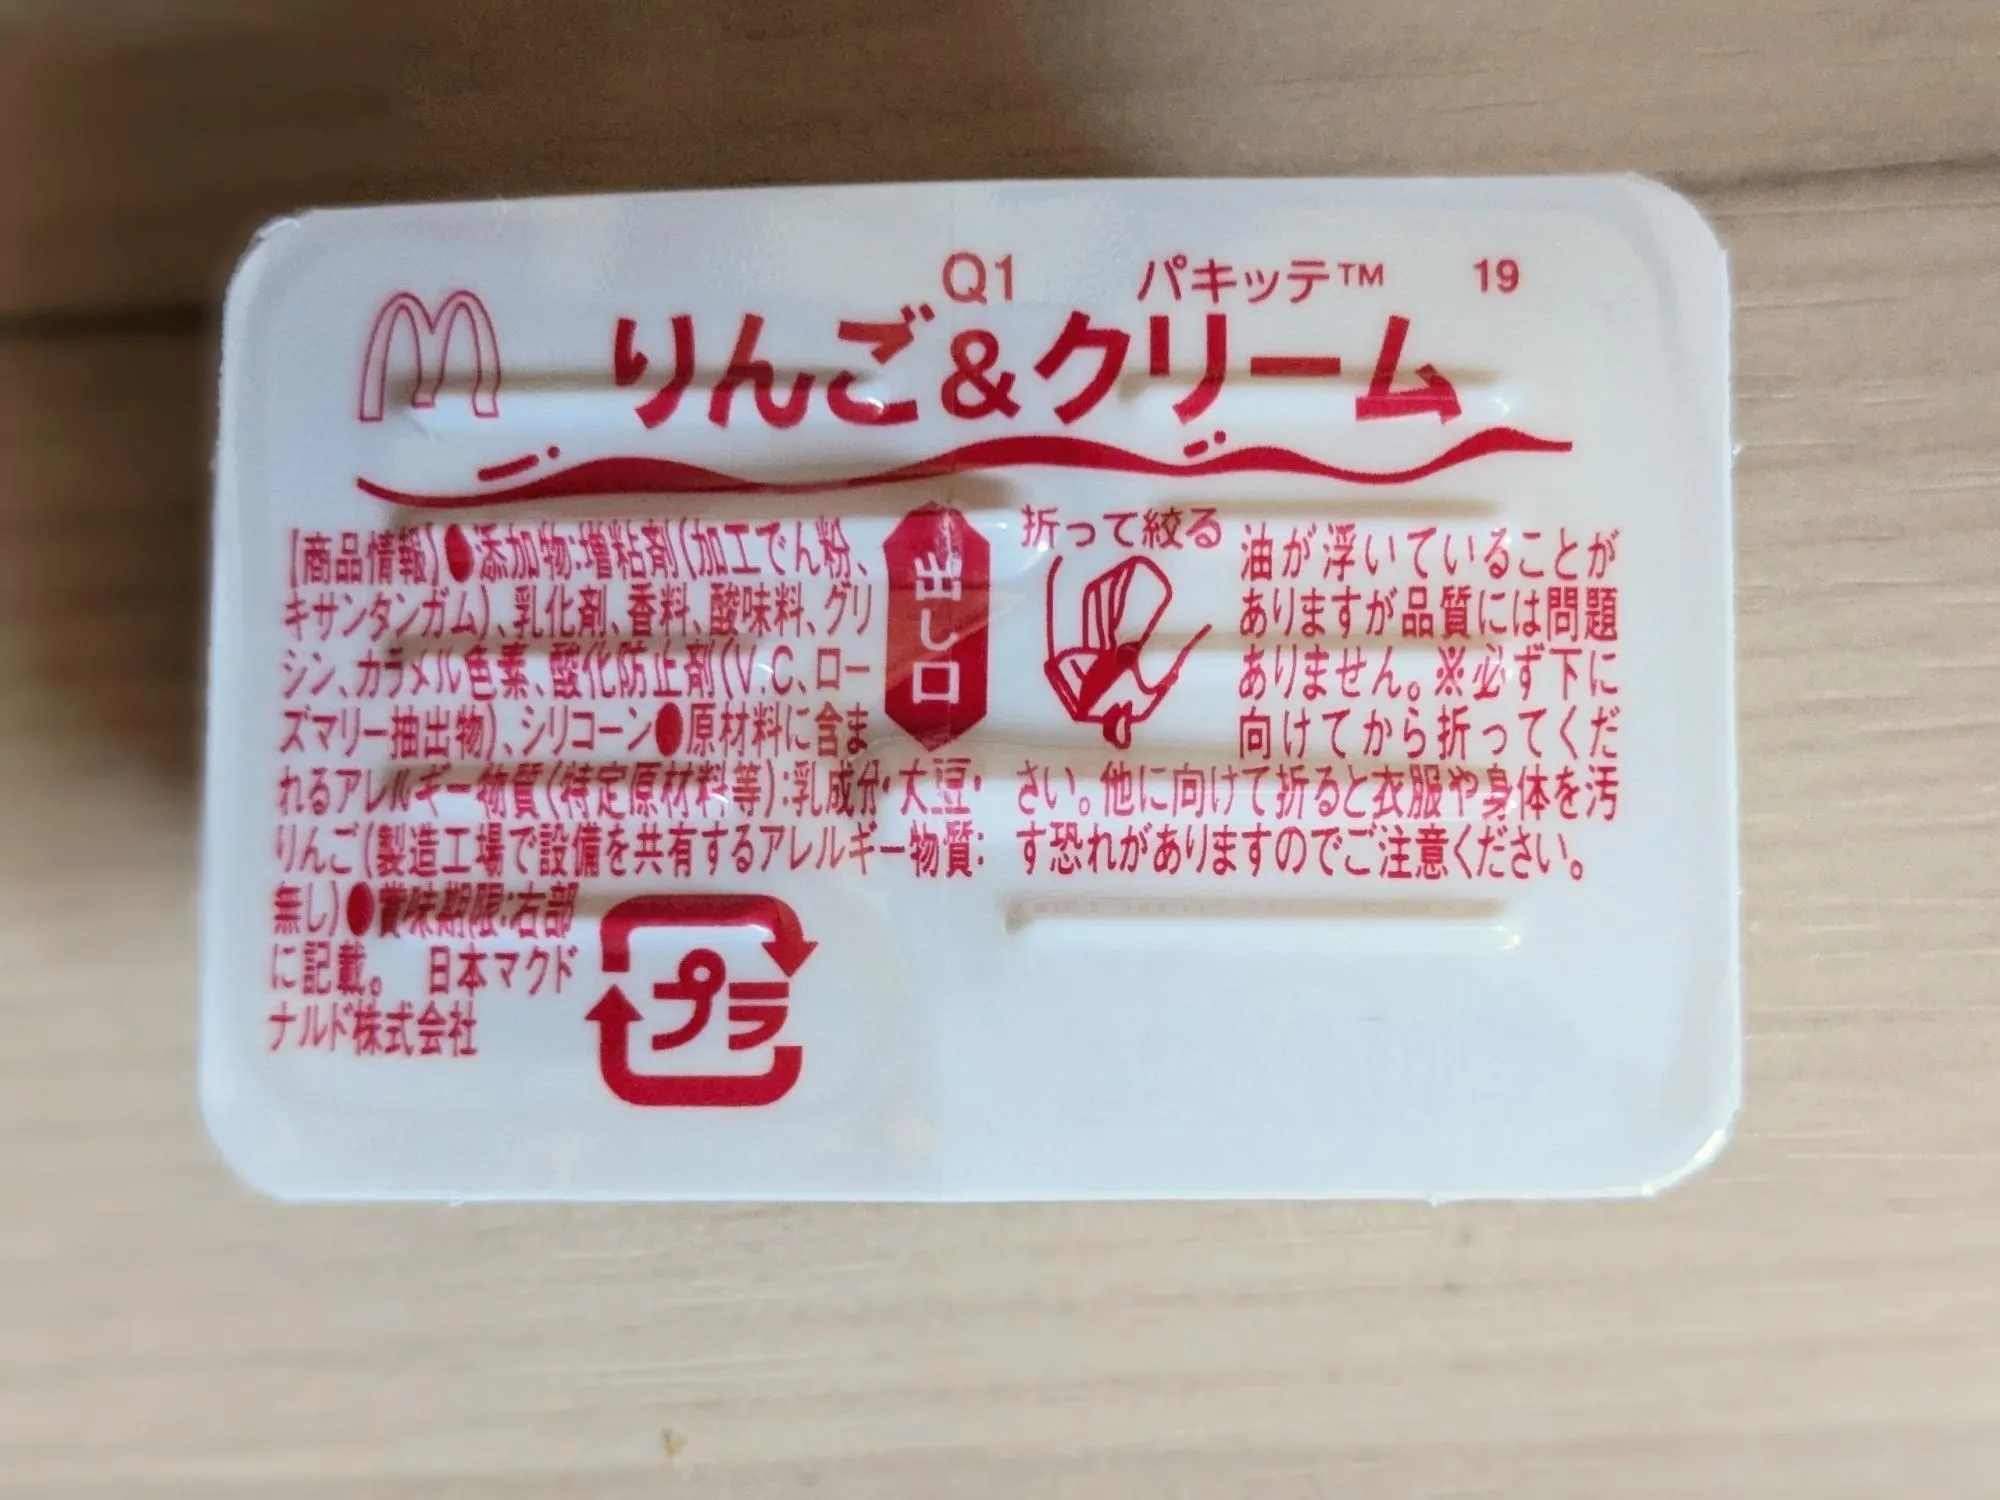 Q1 パキッテ™ 19
りんご&クリーム
【商品情報】●添加物:増粘剤(加工でん粉、
キサンタンガム)、乳化剤、香料、酸味料、グリ
シン、カラメル色素、酸化防止剤(V.C、ロー
ズマリー抽出物)、シリコーン●原材料に含ま
れるアレルギー物質(特定原材料等):乳成分・大豆・
りんご(製造工場で設備を共有するアレルギー物質:
無し)●賞味期限:右部
に記載。 日本マクド
ナルド株式会社
プラ
出し口
折って絞る
油が浮いていることが
ありますが品質には問題
ありません。※必ず下に
向けてから折ってくだ
さい。他に向けて折ると衣服や身体を汚
す恐れがありますのでご注意ください。